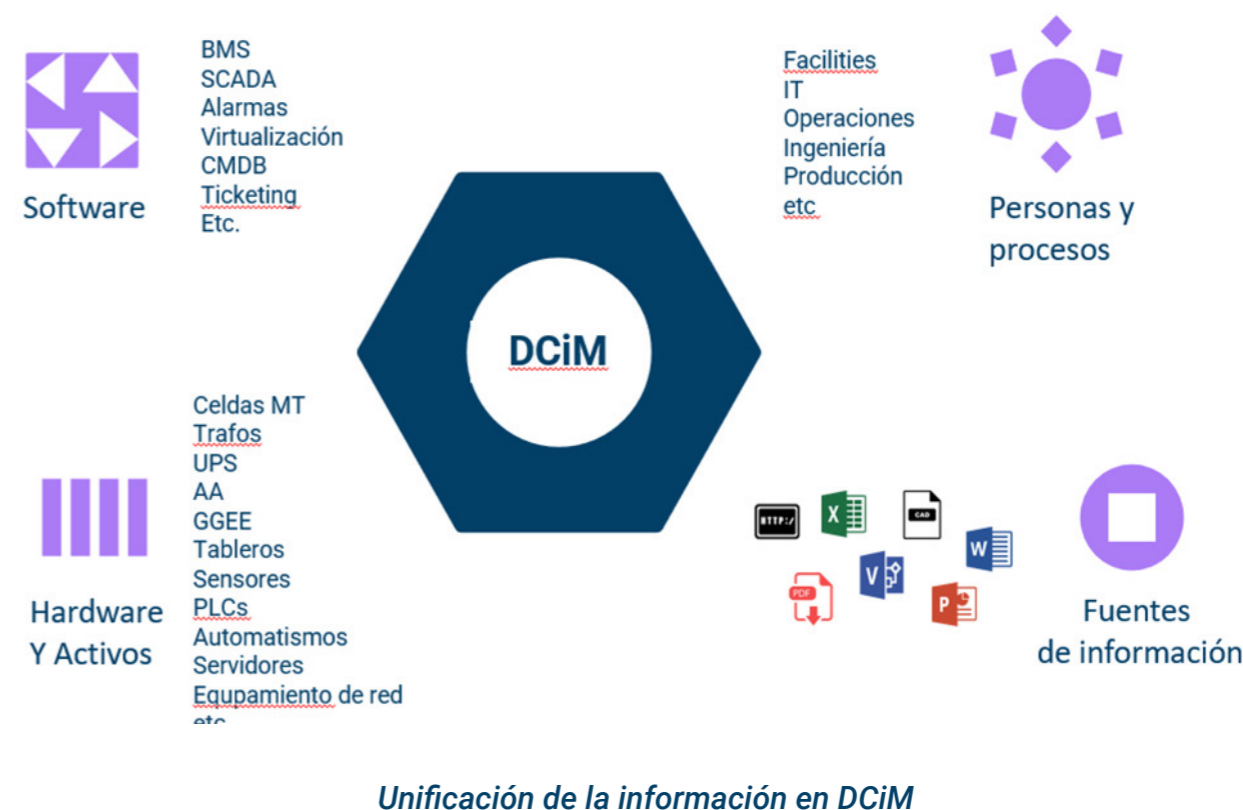 BMS
SCADA
Alarmas
Virtualización
CMDB
Ticketing
Etc.
Software
Facilities
IT
Operaciones
Ingeniería
Producción
etc
Personas y
procesos
DCiM
Celdas MT
Trafos
UPS
AA
GGEE
Tableros
Sensores
PLCs
Automatismos
Servidores
Equpamiento de red
etc
Hardware
Y Activos
HTTP:/
X
CAD
W
V
PDF
P
Fuentes
de información
Unificación de la información en DCiM